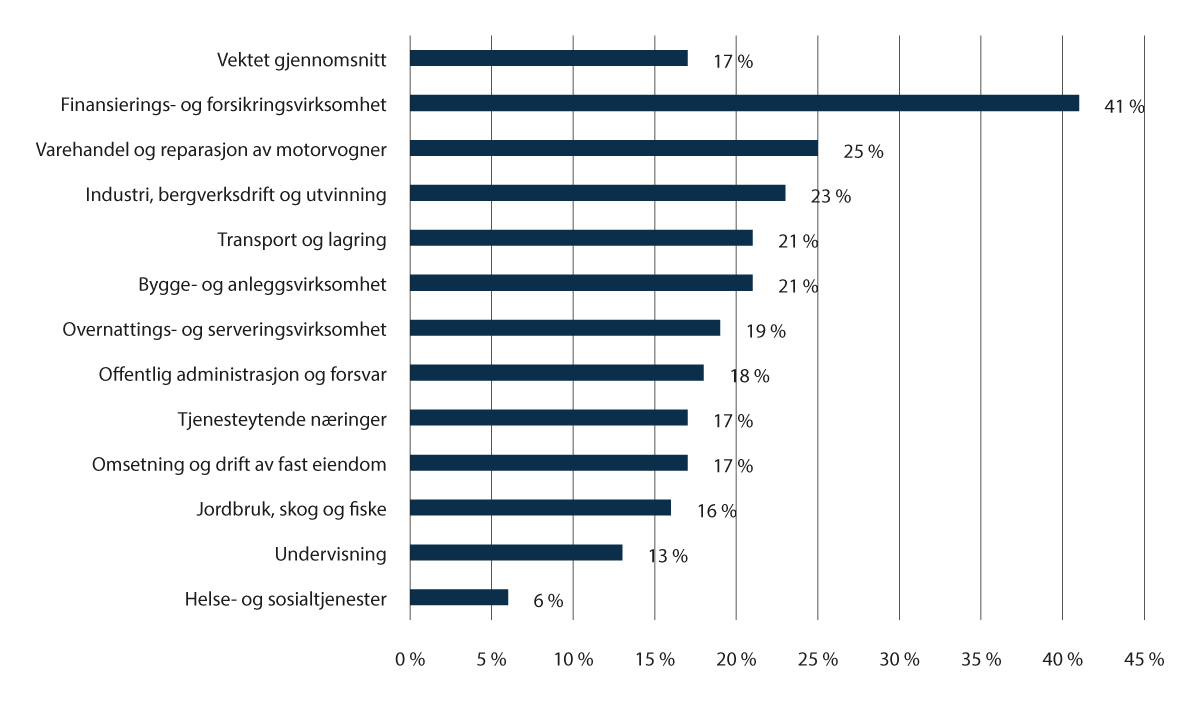 Vektet gjennomsnitt 17 %
Finansierings- og forsikringsvirksomhet 41 %
Varehandel og reparasjon av motorvogner 25 %
Industri, bergverksdrift og utvinning 23 %
Transport og lagring 21 %
Bygge- og anleggsvirksomhet 21 %
Overnattings- og serveringsvirksomhet 19 %
Offentlig administrasjon og forsvar 18 %
Tjenesteytende næringer 17 %
Omsetning og drift av fast eiendom 17 %
Jordbruk, skog og fiske 16 %
Undervisning 13 %
Helse- og sosialtjenester 6 %
0 % 5 % 10 % 15 % 20 % 25 % 30 % 35 % 40 % 45 %